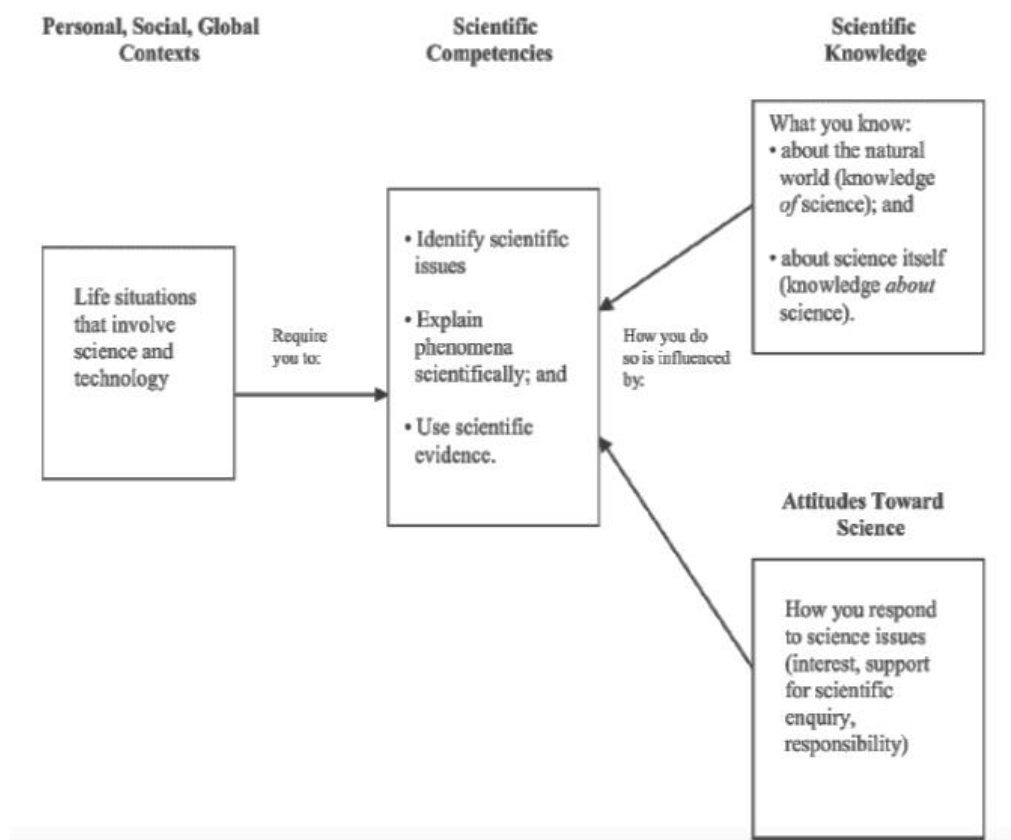 Personal, Social, Global
Contexts
Scientific
Competencies
Scientific
Knowledge
Life situations
that involve
science and
technology
Require
you to:
• Identify scientific
issues
• Explain
phenomena
scientifically; and
• Use scientific
evidence.
How you do
so is influenced
by:
What you know:
• about the natural
world (knowledge
of science); and
• about science itself
(knowledge about
science).
Attitudes Toward
Science
How you respond
to science issues
(interest, support
for scientific
enquiry,
responsibility)